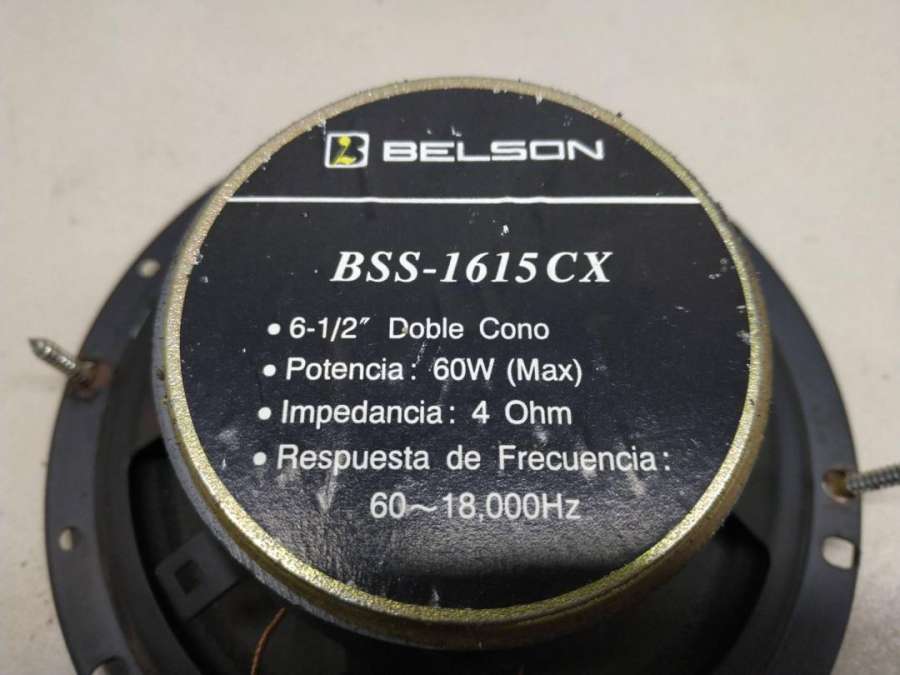 BELSON
BSS-1615CX
• 6-1/2″ Doble Cono
• Potencia: 60W (Max)
• Impedancia: 4 Ohm
• Respuesta de Frecuencia:
60~18,000Hz